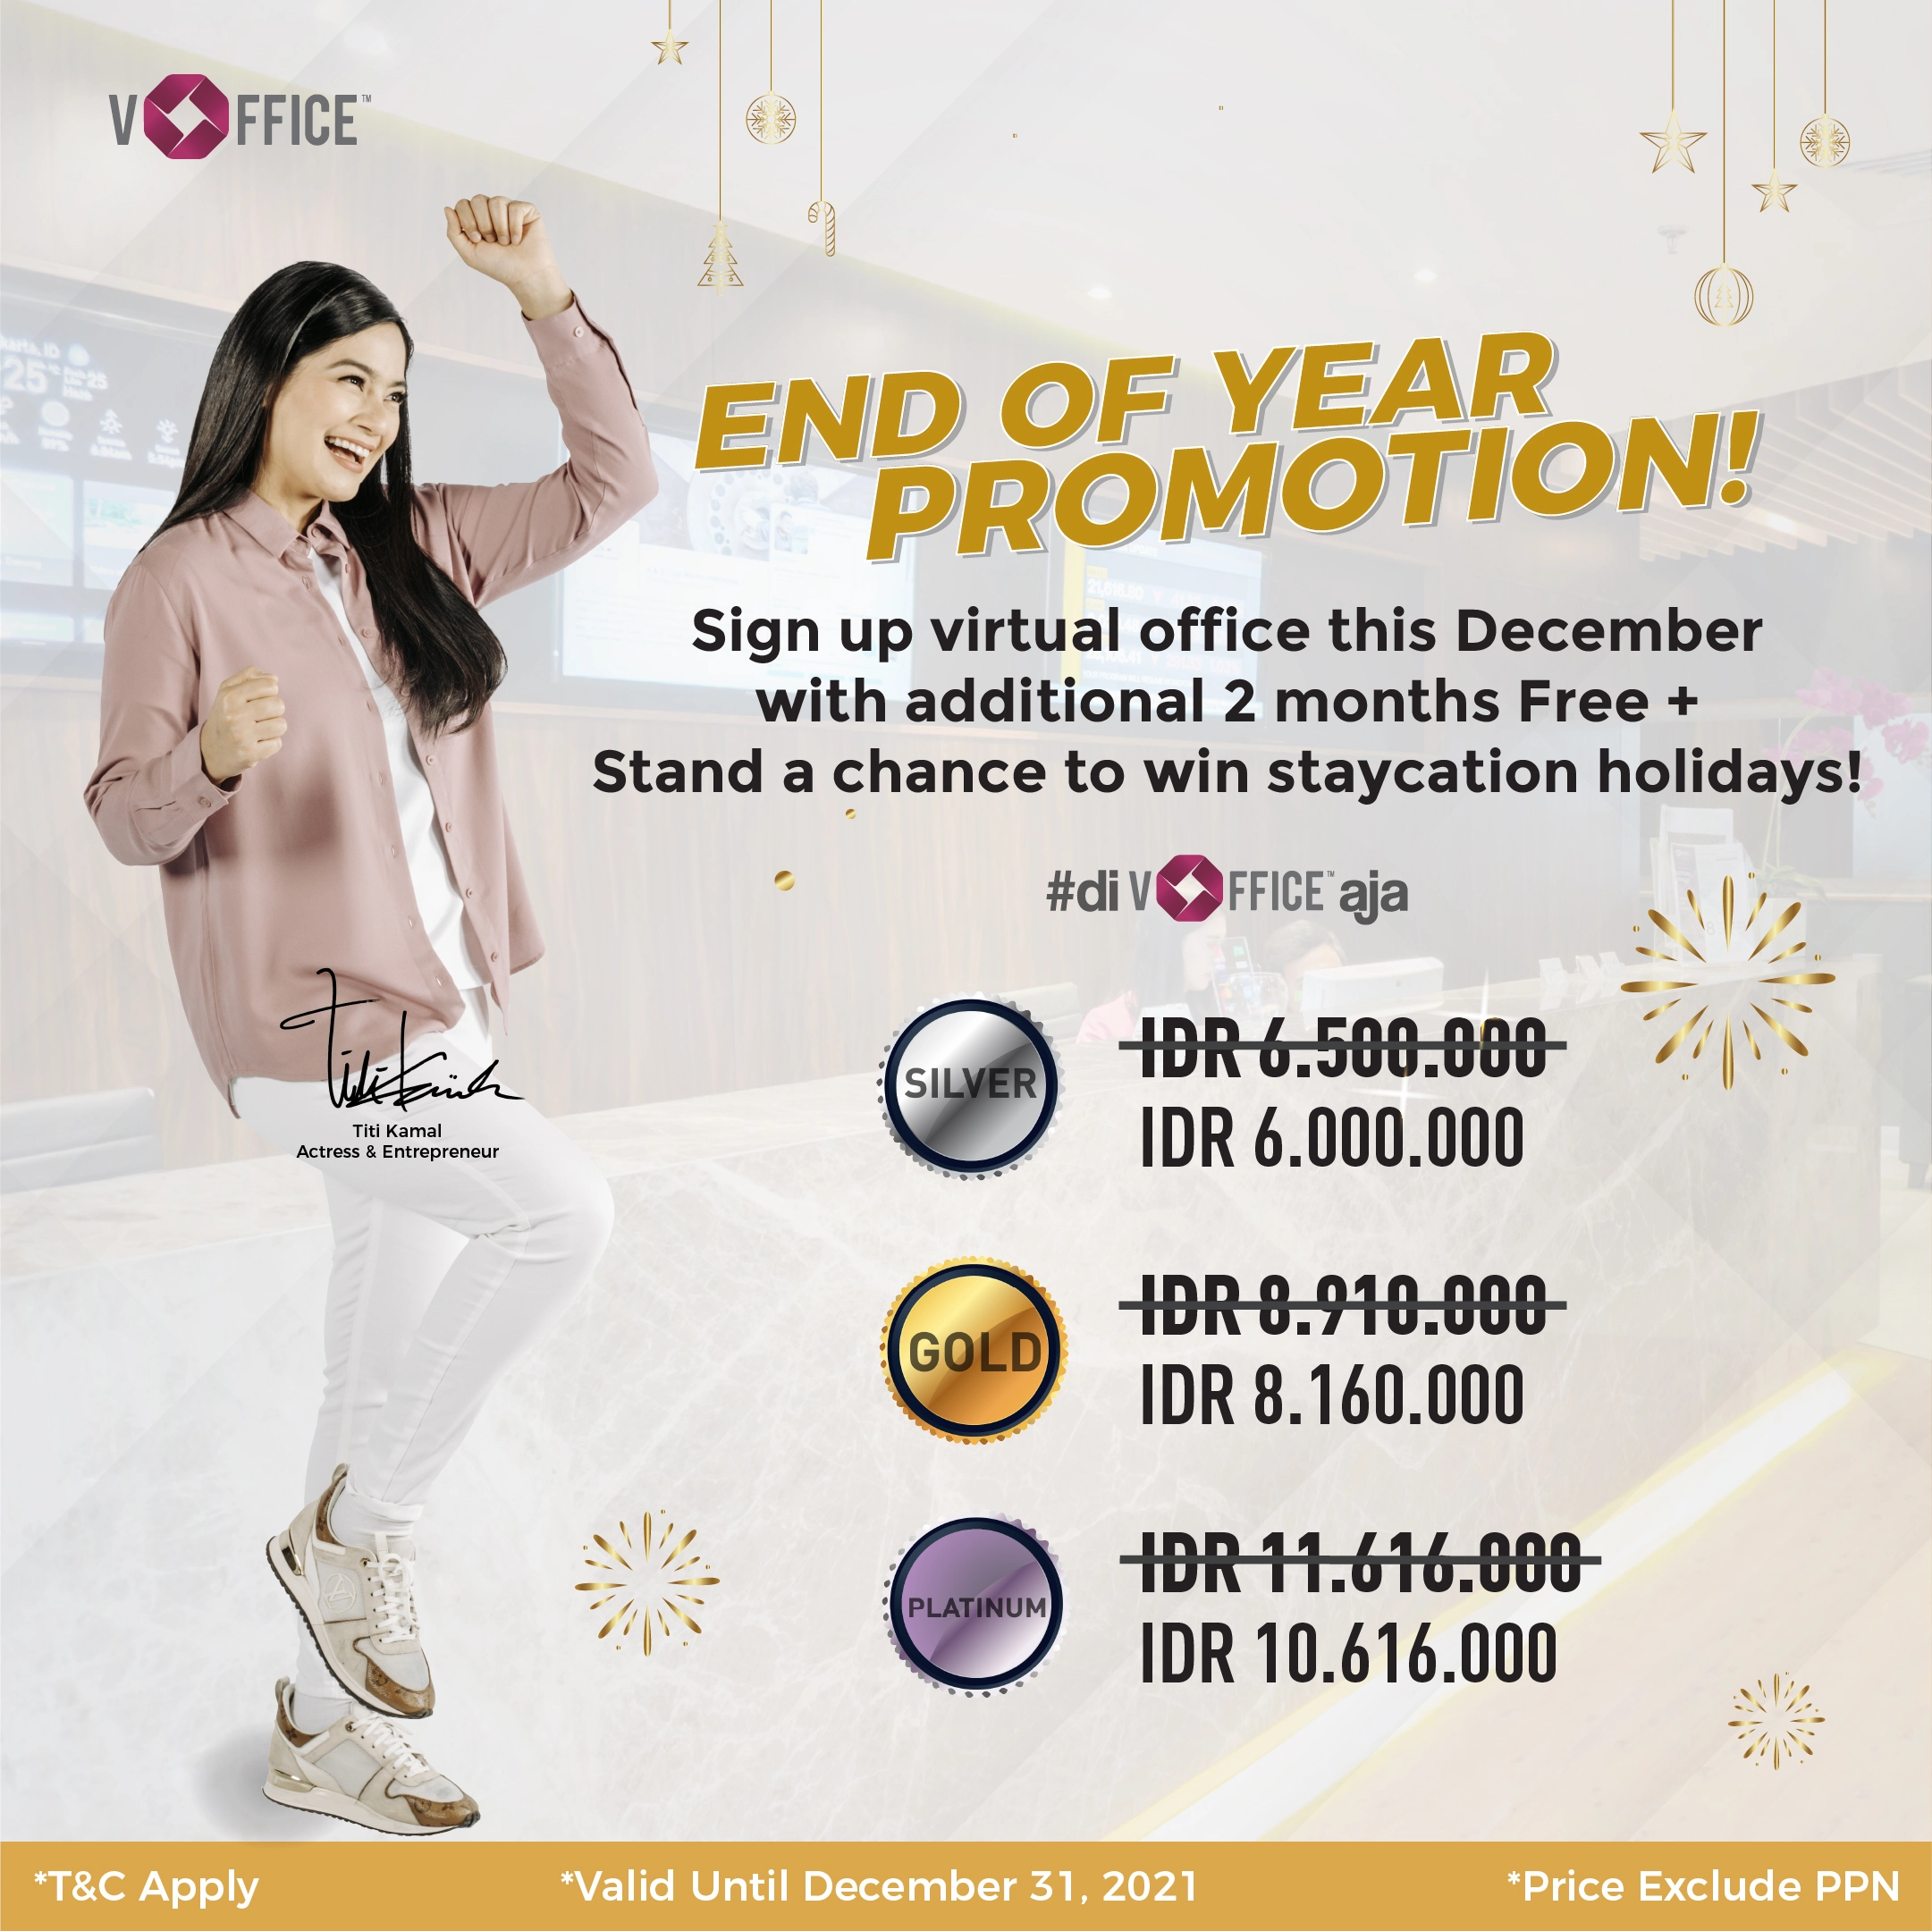 VOFFICE™
END OF YEAR
PROMOTION!
Sign up virtual office this December
with additional 2 months Free +
Stand a chance to win staycation holidays!
#di VOFFICE™ aja
SILVER
IDR 6.500.000
IDR 6.000.000
Titi Kamal
Actress & Entrepreneur
GOLD
IDR 8.910.000
IDR 8.160.000
PLATINUM
IDR 11.616.000
IDR 10.616.000
*T&C Apply
*Valid Until December 31, 2021
*Price Exclude PPN